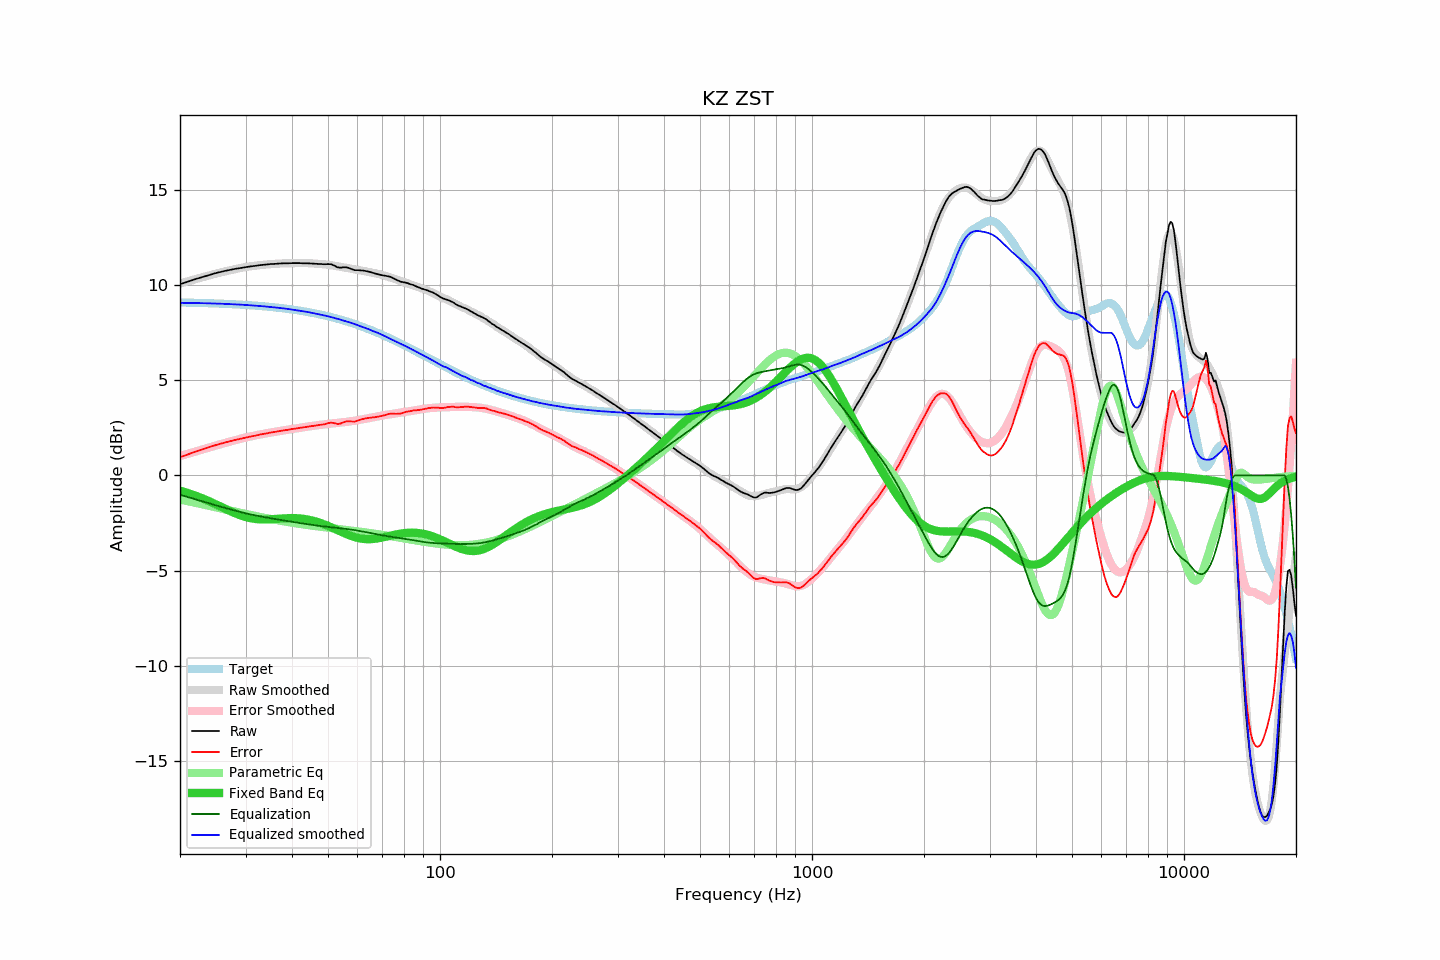 KZ ZST
Amplitude (dBr)
15
10
5
0
−5
−10
−15
Target
Raw Smoothed
Error Smoothed
Raw
Error
Parametric Eq
Fixed Band Eq
Equalization
Equalized smoothed
100
1000
10000
Frequency (Hz)